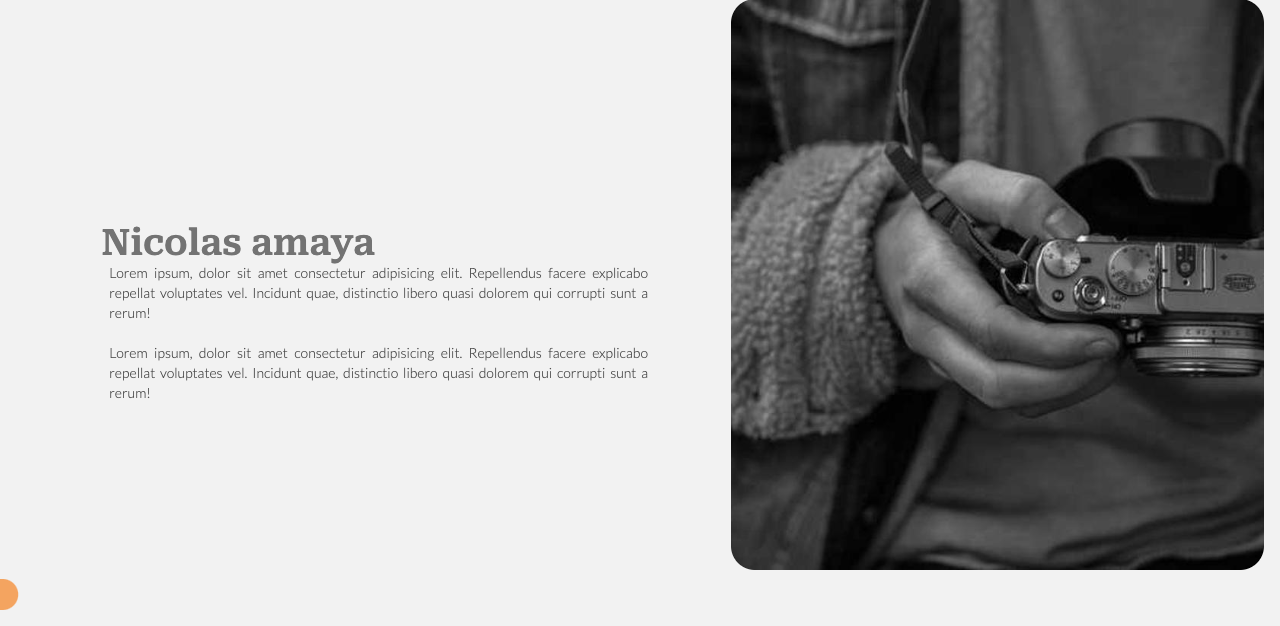 Nicolas amaya
Lorem ipsum, dolor sit amet consectetur adipisicing elit. Repellendus facere explicabo
repellat voluptates vel. Incidunt quae, distinctio libero quasi dolorem qui corrupti sunt a
rerum!
Lorem ipsum, dolor sit amet consectetur adipisicing elit. Repellendus facere explicabo
repellat voluptates vel. Incidunt quae, distinctio libero quasi dolorem qui corrupti sunt a
rerum!